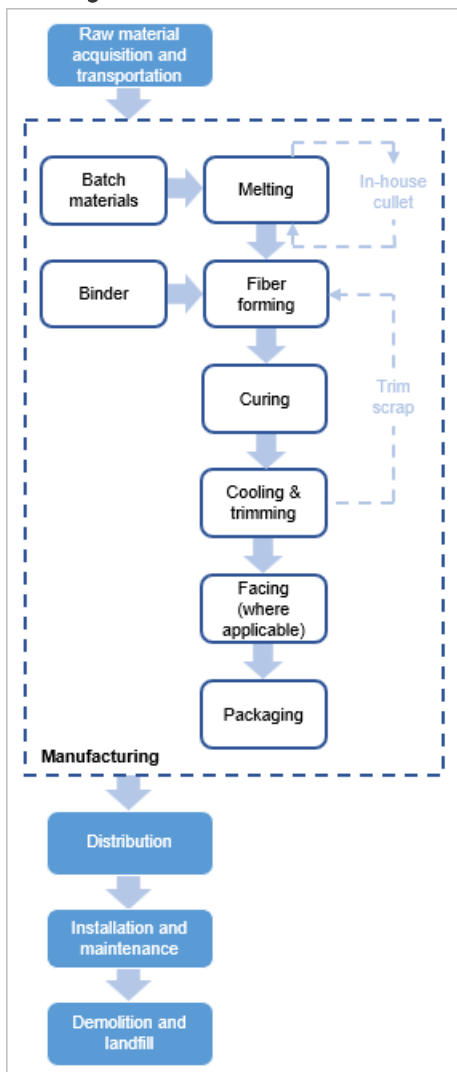 Raw material
acquisition and
transportation
Batch
materials
Melting
In-house
cullet
Binder
Fiber
forming
Curing
Trim
scrap
Cooling &
trimming
Facing
(where
applicable)
Packaging
Manufacturing
Distribution
Installation and
maintenance
Demolition and
landfill